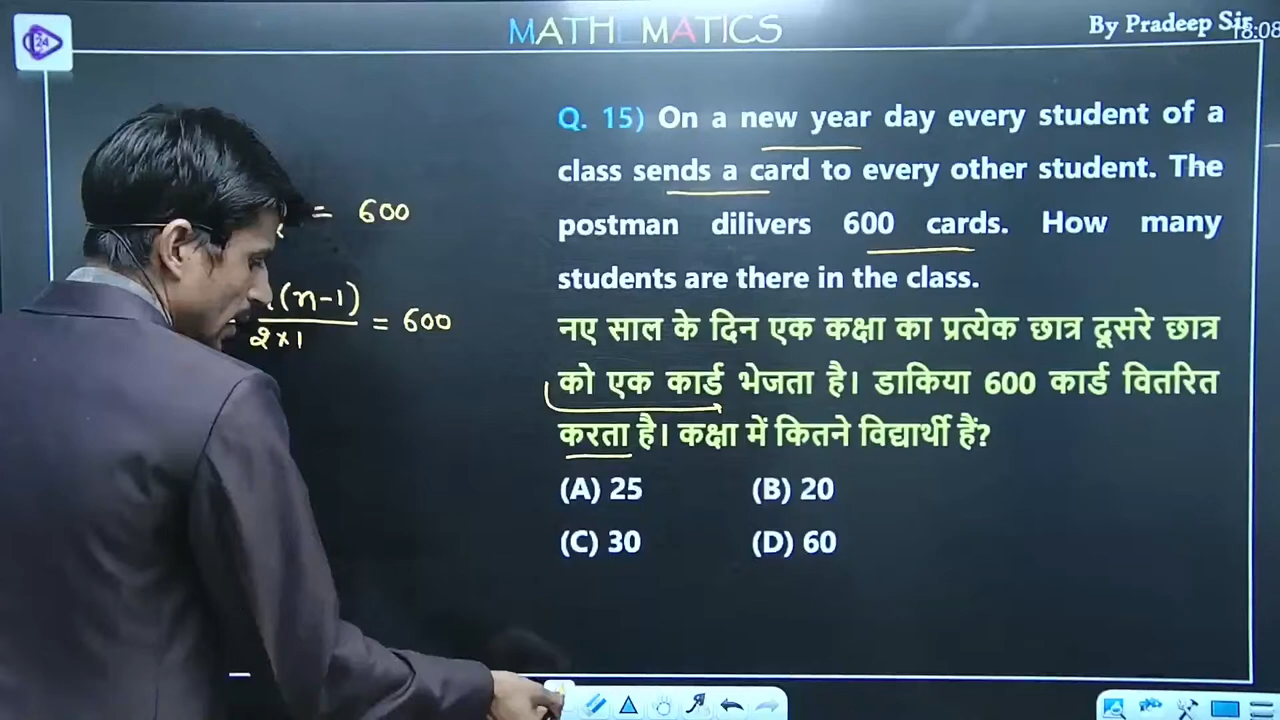 MATHEMATICS
By Pradeep Sir
18:08
24
Q. 15) On a new year day every student of a
class sends a card to every other student. The
postman dilivers 600 cards. How many
students are there in the class.
नए साल के दिन एक कक्षा का प्रत्येक छात्र दूसरे छात्र
को एक कार्ड भेजता है। डाकिया 600 कार्ड वितरित
करता है। कक्षा में कितने विद्यार्थी हैं?
(A) 25 (B) 20
(C) 30 (D) 60
= 600
(n-1)
2×1 = 600